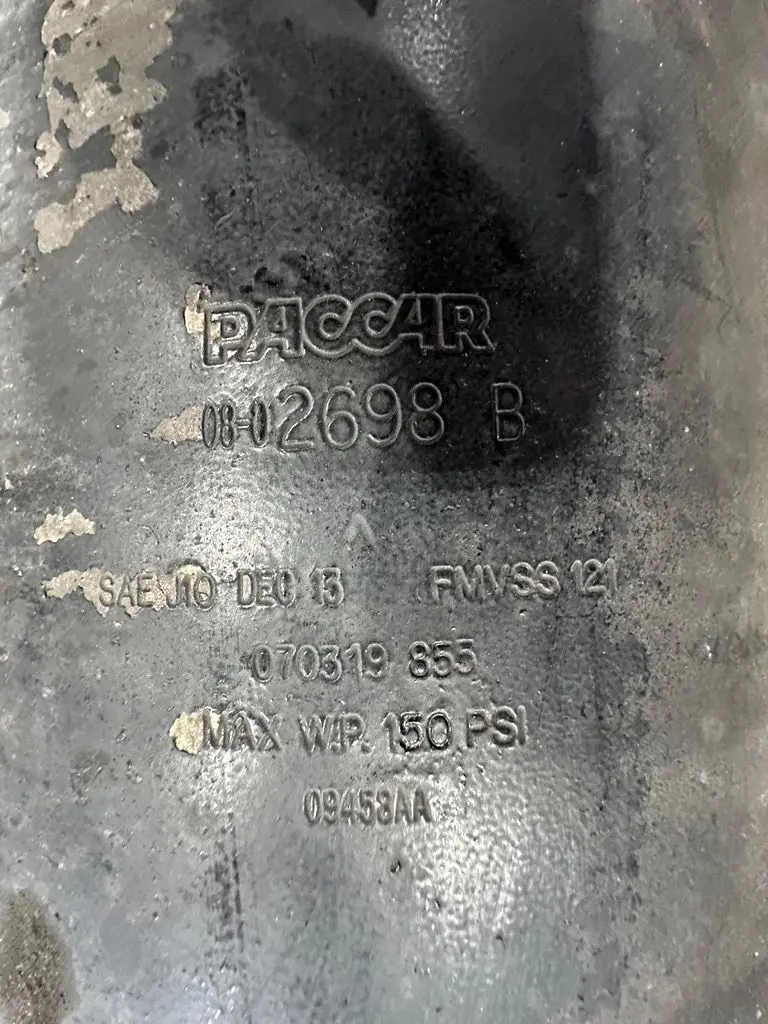 PACCAR
08-02698 B
SAE J10 DEC 13 FMVSS 121
070319 855
MAX W.P. 150 PSI
09458AA